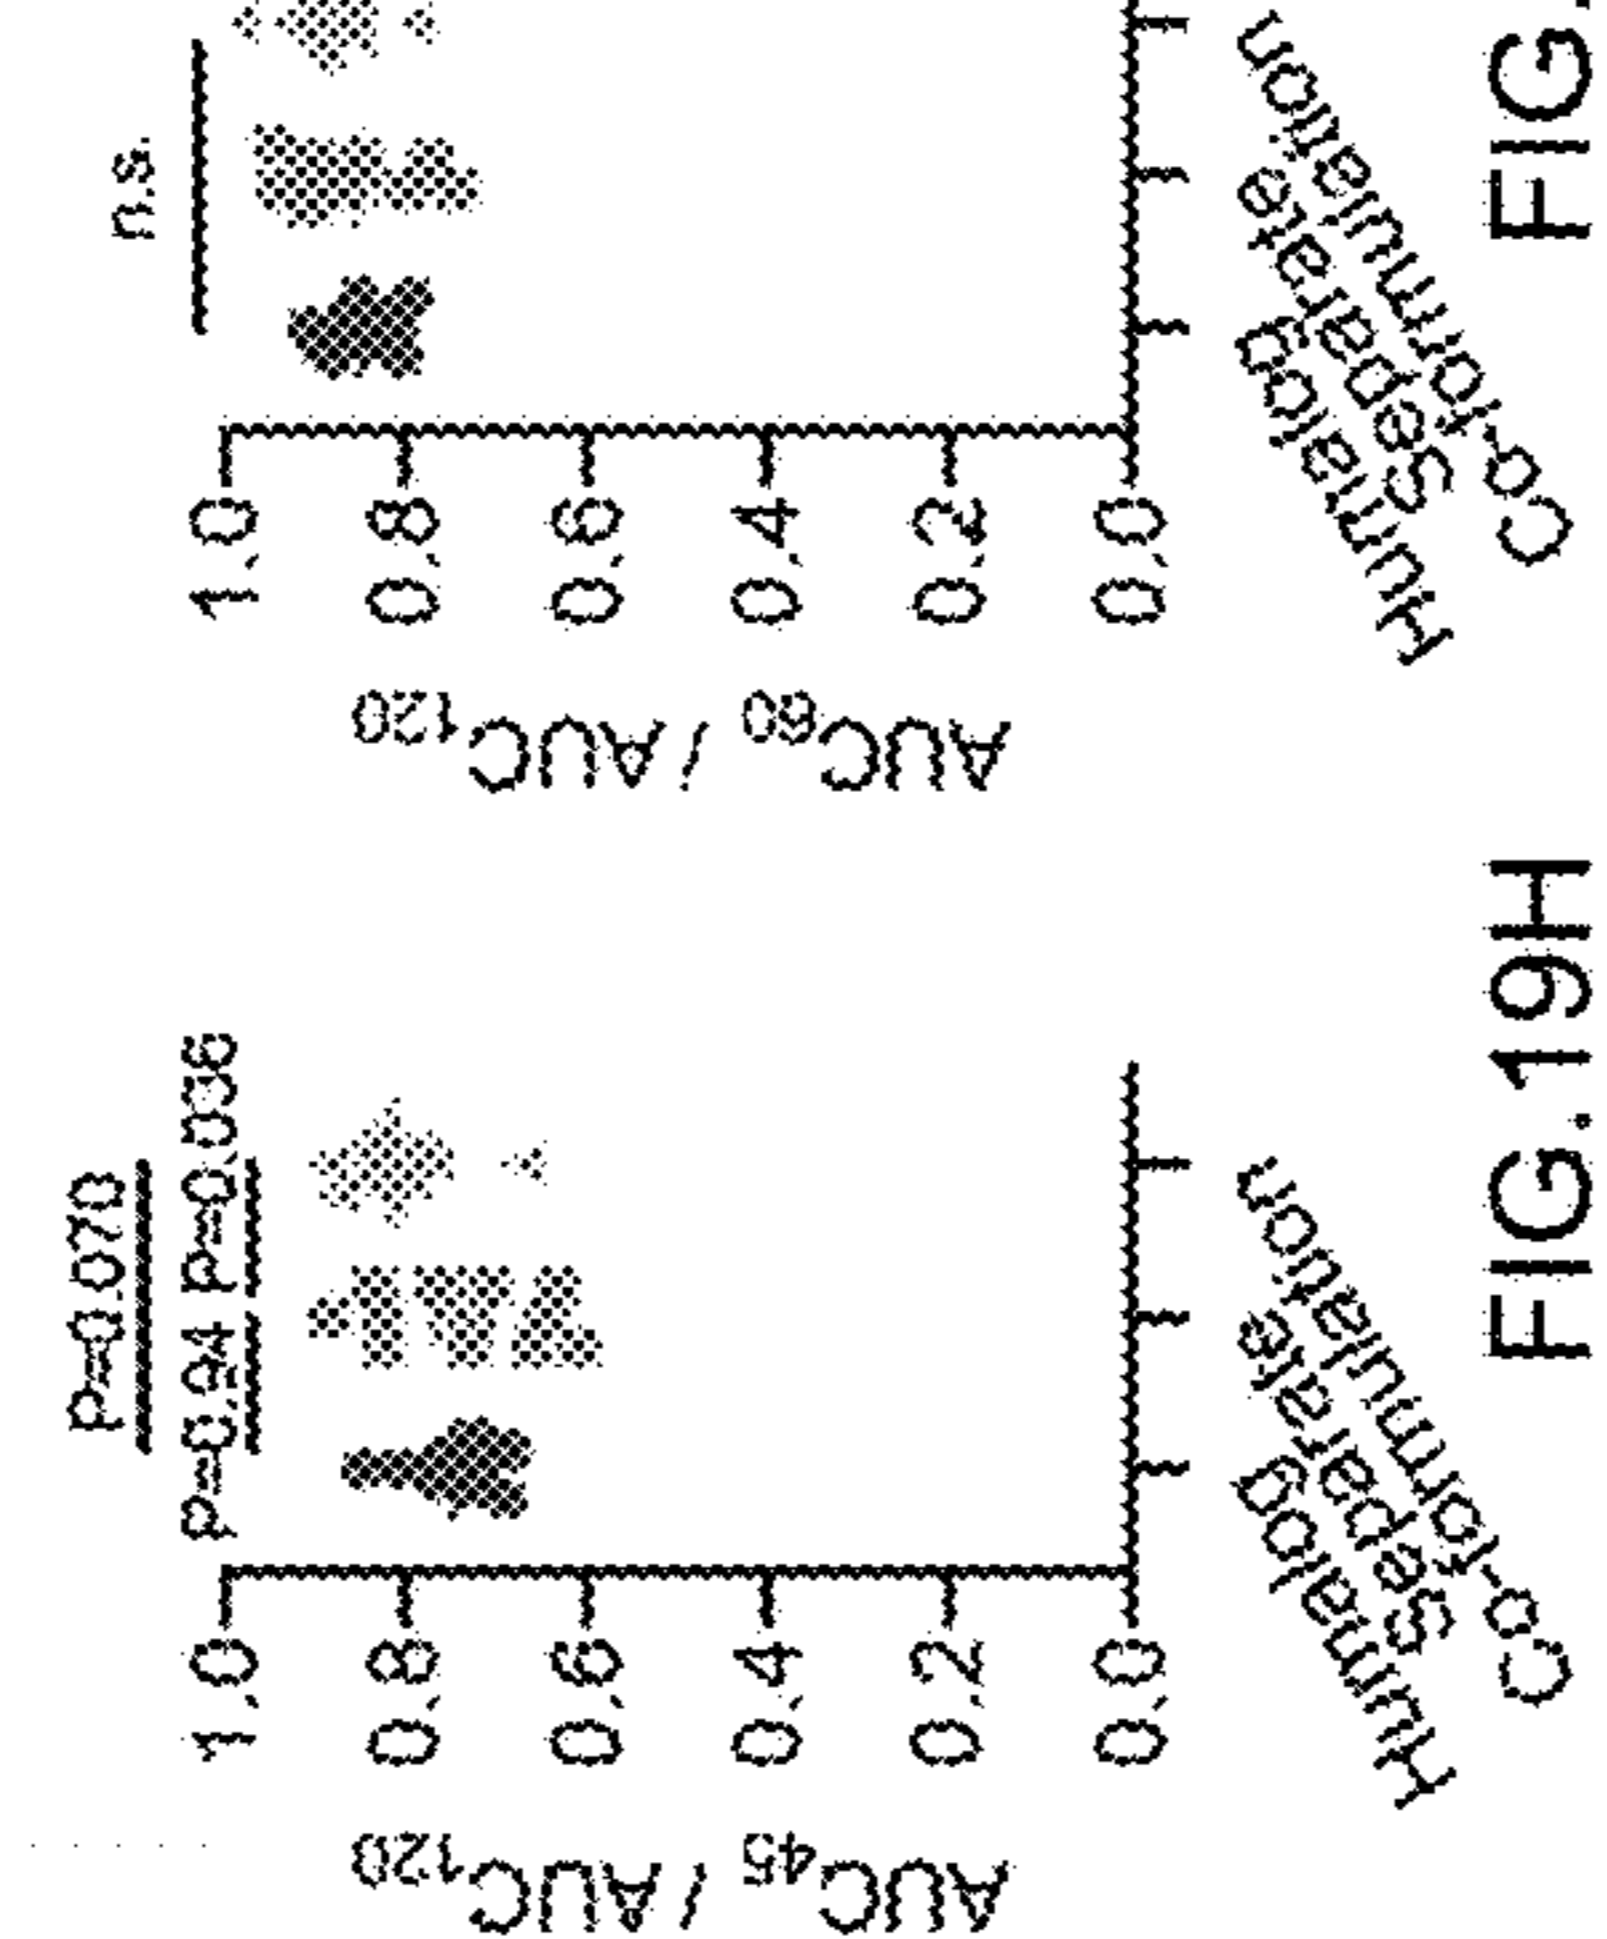 P=0.070
P=0.94 P=0.036
1.0
0.8
0.6
0.4
0.2
0.0
AUC45 / AUC120
Humalog
Separate
Co-formulation
FIG.19H
n.s.
1.0
0.8
0.6
0.4
0.2
0.0
AUC60 / AUC120
Humalog
Separate
Co-formulation
FIG.